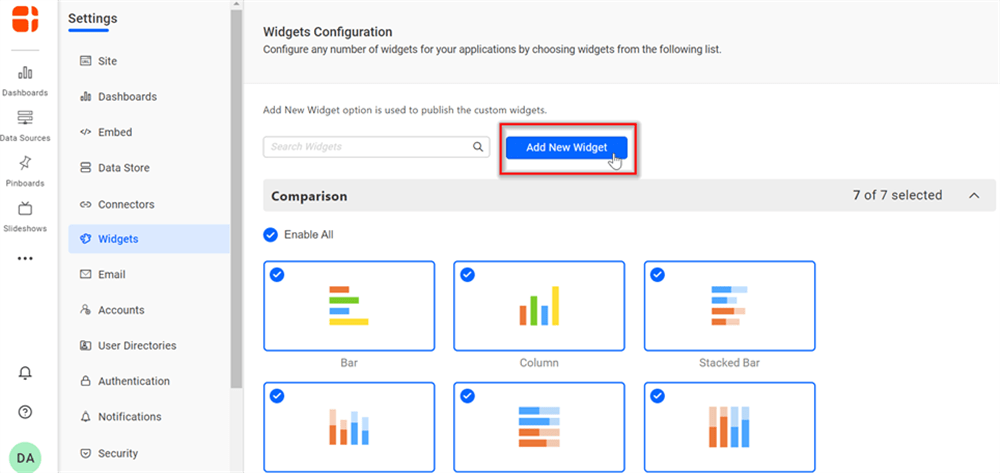 Settings
Dashboards
Data Sources
Pinboards
Slideshows
DA
Site
Dashboards
Embed
Data Store
Connectors
Widgets
Email
Accounts
User Directories
Authentication
Notifications
Security
Widgets Configuration
Configure any number of widgets for your applications by choosing widgets from the following list.
Add New Widget option is used to publish the custom widgets.
Search Widgets
Add New Widget
Comparison 7 of 7 selected
Enable All
Bar Column Stacked Bar